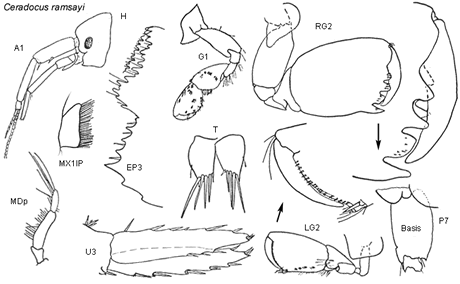 Ceradocus ramsayi
A1
H
G1
RG2
MX1IP
EP3
T
MDp
U3
LG2
Basis
P7